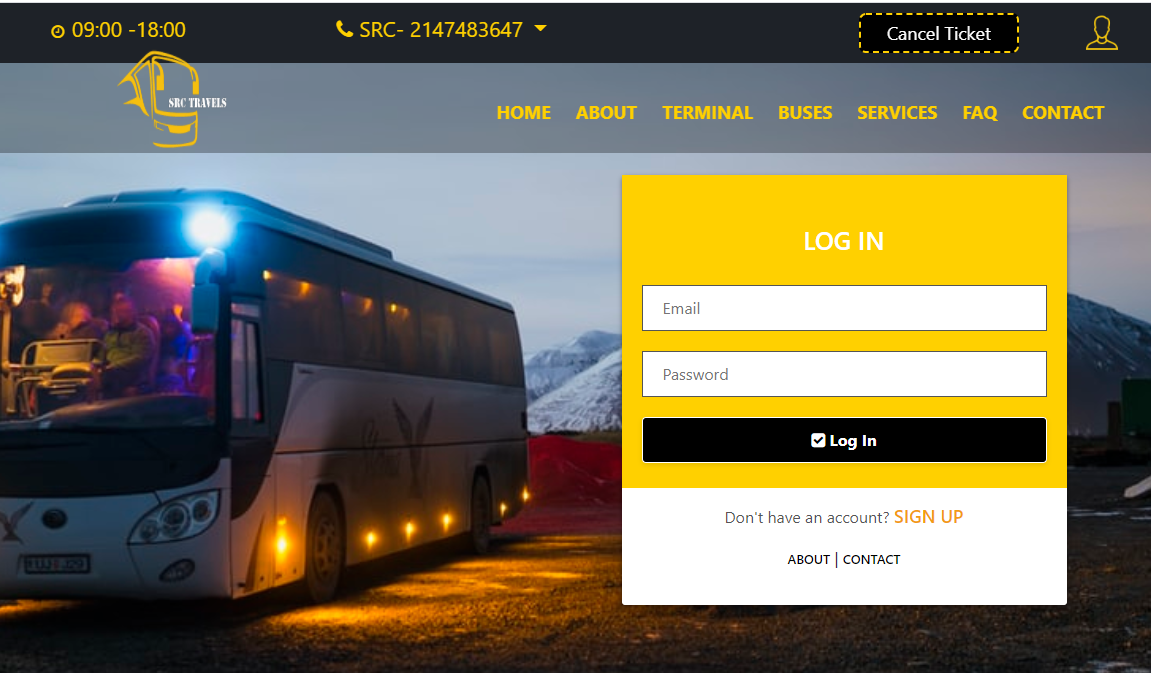 09:00 -18:00
SRC- 2147483647
Cancel Ticket
SRC TRAVELS
HOME ABOUT TERMINAL BUSES SERVICES FAQ CONTACT
LOG IN
Email
Password
Log In
Don't have an account? SIGN UP
ABOUT | CONTACT